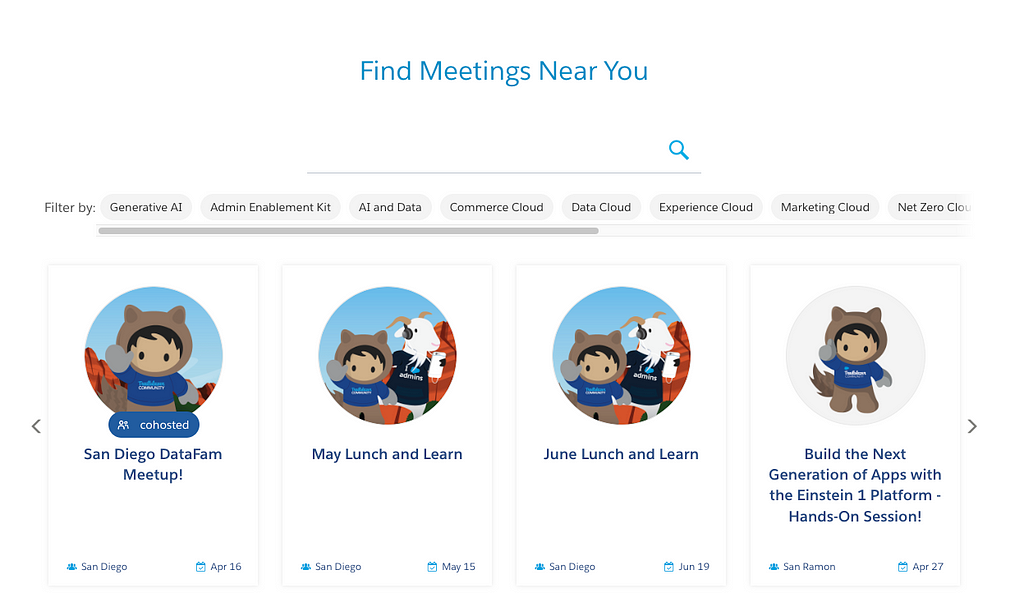 Find Meetings Near You
Filter by: Generative AI Admin Enablement Kit AI and Data Commerce Cloud Data Cloud Experience Cloud Marketing Cloud Net Zero Clou
Trailblazer
COMMUNITY
cohosted
San Diego DataFam
Meetup!
San Diego Apr 16
admins
Trailblazer
COMMUNITY
May Lunch and Learn
San Diego May 15
admins
Trailblazer
COMMUNITY
June Lunch and Learn
San Diego Jun 19
Trailblazer
COMMUNITY
Build the Next
Generation of Apps with
the Einstein 1 Platform -
Hands-On Session!
San Ramon Apr 27